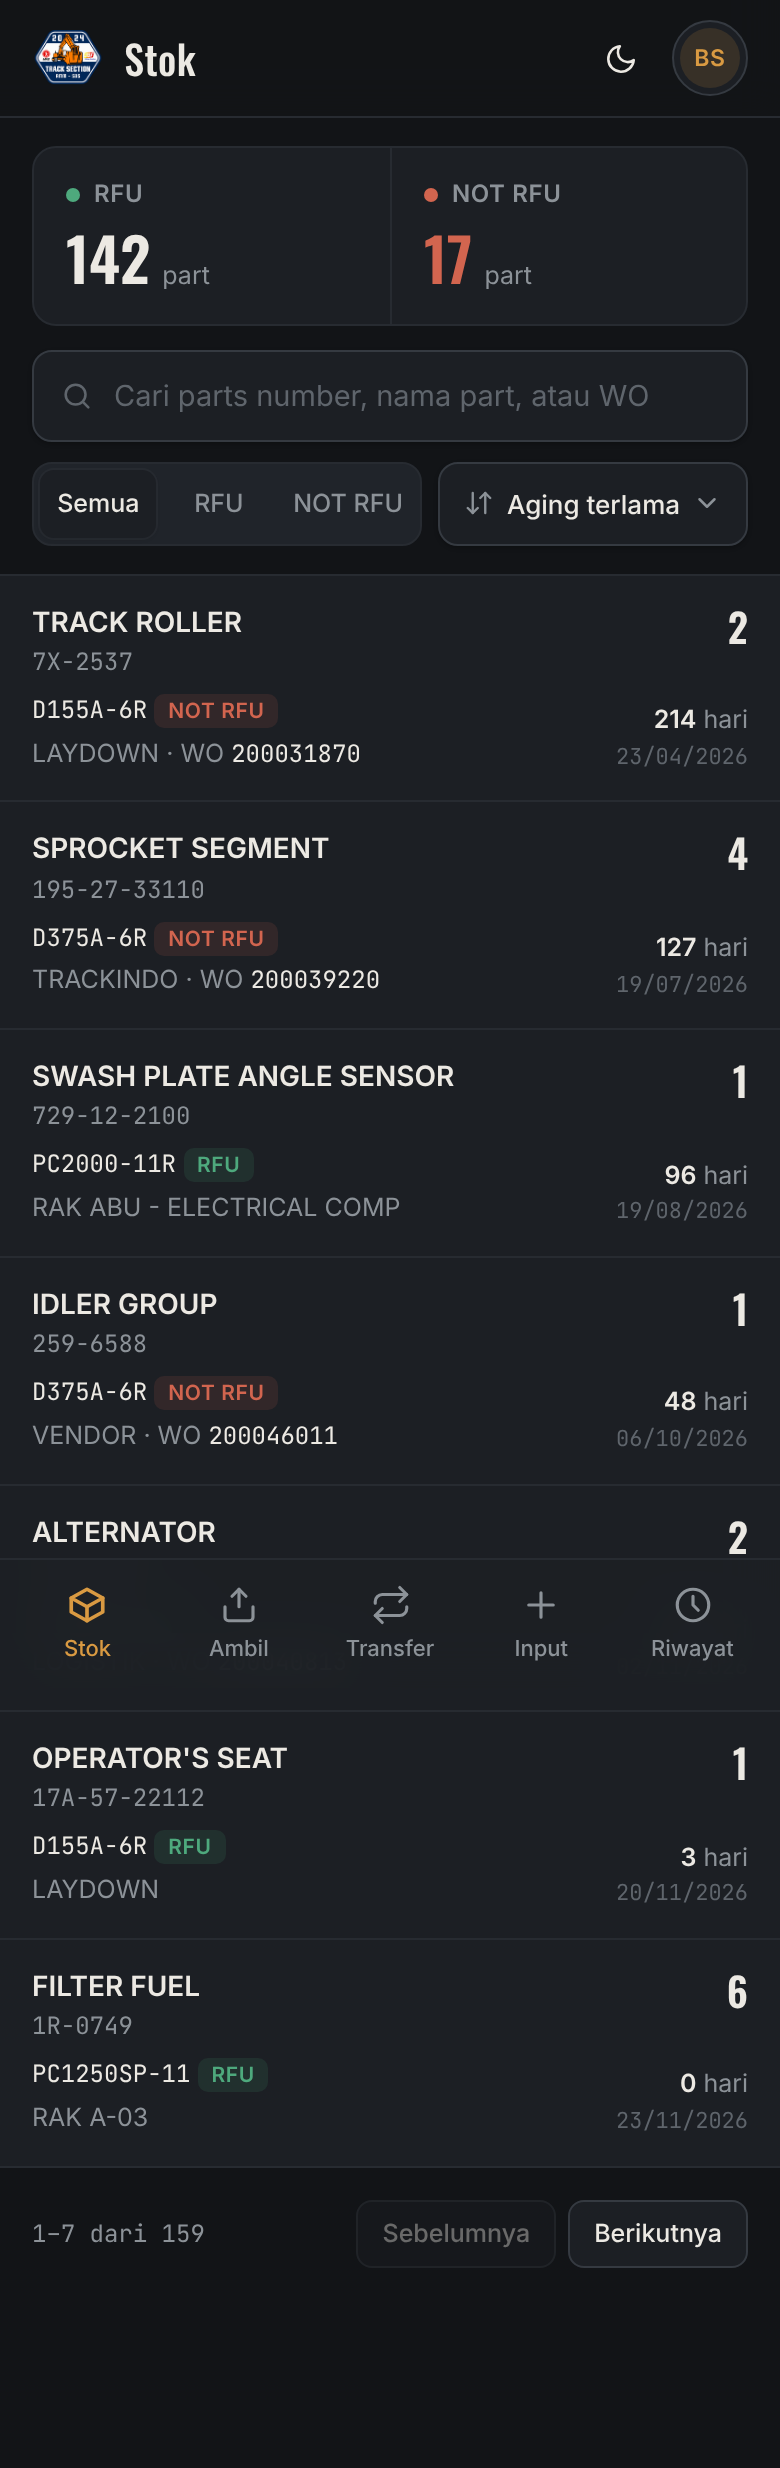 2024
TRACK SECTION
Stok
BS
RFU
142 part
NOT RFU
17 part
Cari parts number, nama part, atau WO
Semua
RFU
NOT RFU
Aging terlama
TRACK ROLLER
2
7X-2537
D155A-6R NOT RFU
214 hari
LAYDOWN · WO 200031870
23/04/2026
SPROCKET SEGMENT
4
195-27-33110
D375A-6R NOT RFU
127 hari
TRACKINDO · WO 200039220
19/07/2026
SWASH PLATE ANGLE SENSOR
1
729-12-2100
PC2000-11R RFU
96 hari
RAK ABU - ELECTRICAL COMP
19/08/2026
IDLER GROUP
1
259-6588
D375A-6R NOT RFU
48 hari
VENDOR · WO 200046011
06/10/2026
ALTERNATOR
2
Stok
Ambil
Transfer
Input
Riwayat
OPERATOR'S SEAT
1
17A-57-22112
D155A-6R RFU
3 hari
LAYDOWN
20/11/2026
FILTER FUEL
6
1R-0749
PC1250SP-11 RFU
0 hari
RAK A-03
23/11/2026
1–7 dari 159
Sebelumnya
Berikutnya